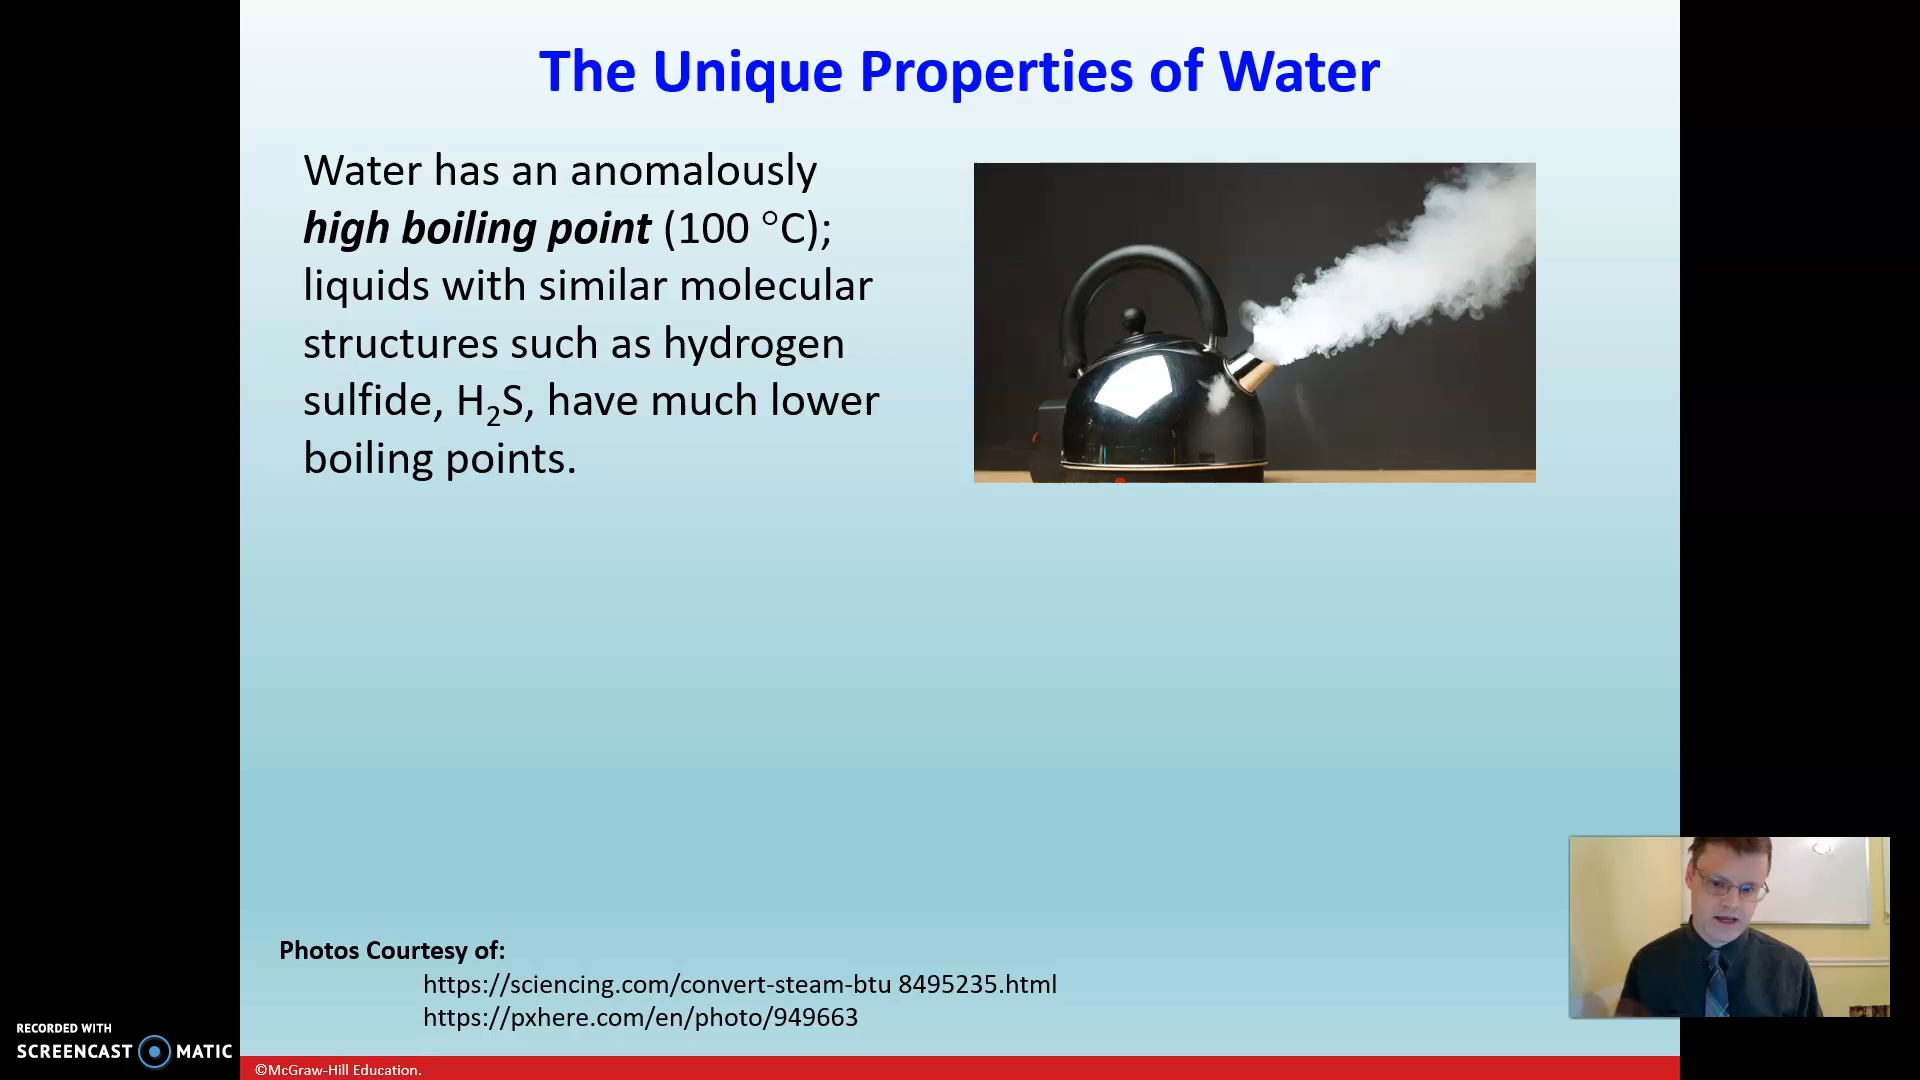 The Unique Properties of Water
Water has an anomalously
high boiling point (100 °C);
liquids with similar molecular
structures such as hydrogen
sulfide, H₂S, have much lower
boiling points.
Photos Courtesy of:
https://sciencing.com/convert-steam-btu 8495235.html
https://pxhere.com/en/photo/949663
RECORDED WITH
SCREENCAST MATIC
©McGraw-Hill Education.